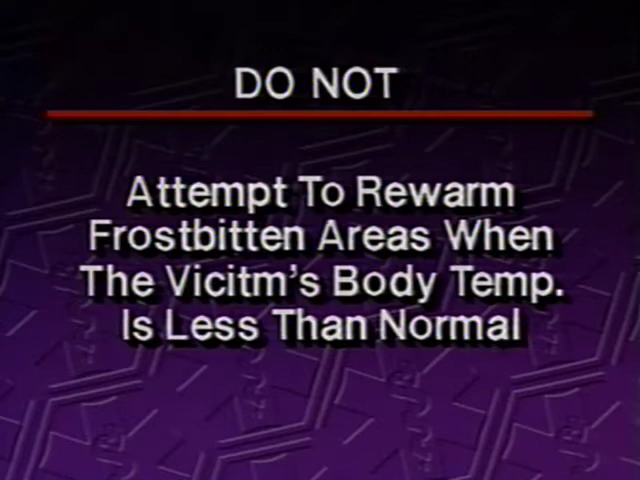 DO NOT
Attempt To Rewarm
Frostbitten Areas When
The Vicitm's Body Temp.
Is Less Than Normal